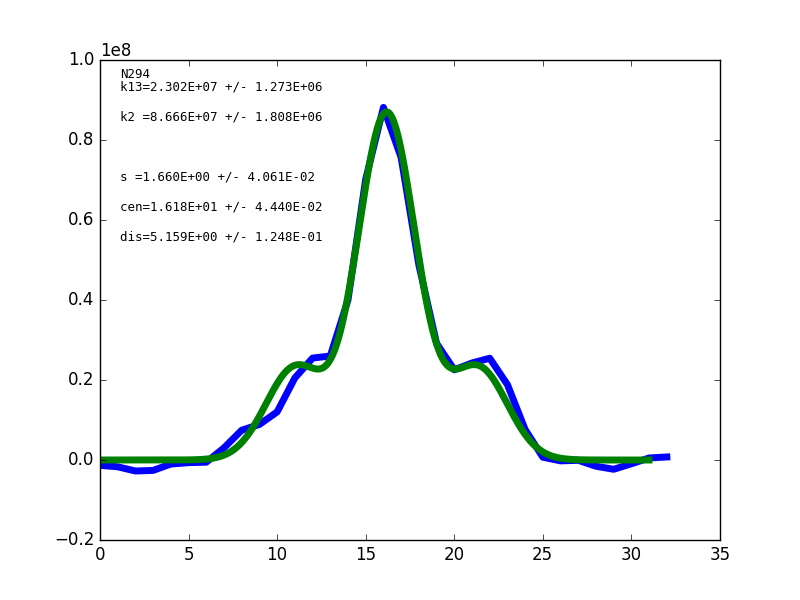 1e8
N294
k13=2.302E+07 +/- 1.273E+06
k2 =8.666E+07 +/- 1.808E+06
s =1.660E+00 +/- 4.061E-02
cen=1.618E+01 +/- 4.440E-02
dis=5.159E+00 +/- 1.248E-01
1.0
0.8
0.6
0.4
0.2
0.0
−0.2
0 5 10 15 20 25 30 35